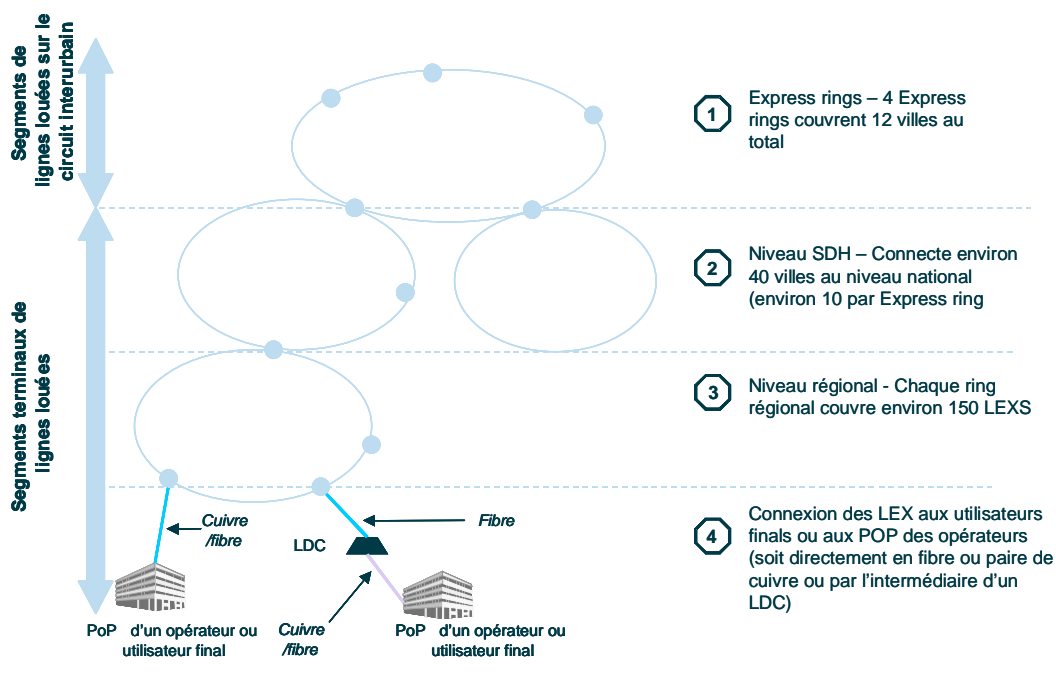 Segments de
lignes louées sur le
circuit interurbain
1
Express rings – 4 Express
rings couvrent 12 villes au
total
Segments terminaux de
lignes louées
2
Niveau SDH – Connecte environ
40 villes au niveau national
(environ 10 par Express ring
3
Niveau régional - Chaque ring
régional couvre environ 150 LEXS
4
Connexion des LEX aux utilisateurs
finals ou aux POP des opérateurs
(soit directement en fibre ou paire de
cuivre ou par l'intermédiaire d'un
LDC)
Cuivre
/fibre
Fibre
LDC
PoP d'un opérateur ou
utilisateur final
Cuivre
/fibre
PoP d'un opérateur ou
utilisateur final